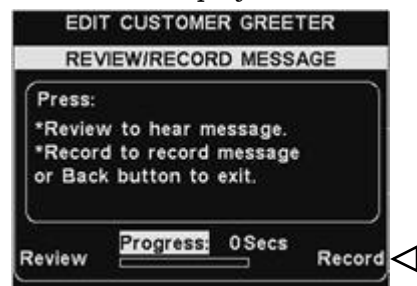 EDIT CUSTOMER GREETER
REVIEW/RECORD MESSAGE
Press:
*Review to hear message.
*Record to record message
or Back button to exit.
Progress: 0Secs
Review Record